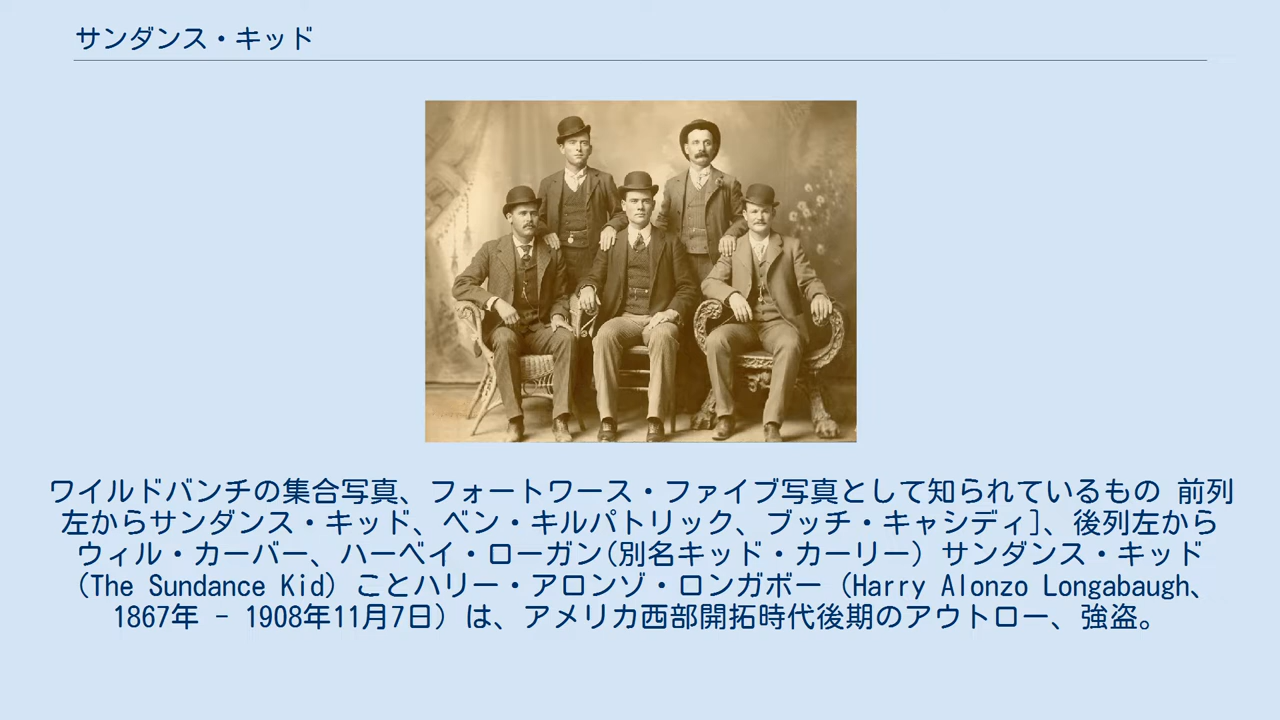 サンダンス・キッド
ワイルドバンチの集合写真、フォートワース・ファイブ写真として知られているもの 前列
左からサンダンス・キッド、ベン・キルパトリック、ブッチ・キャシディ]、後列左から
ウィル・カーバー、ハーベイ・ローガン(別名キッド・カーリー) サンダンス・キッド
（The Sundance Kid）ことハリー・アロンゾ・ロンガボー（Harry Alonzo Longabaugh、
1867年 - 1908年11月7日）は、アメリカ西部開拓時代後期のアウトロー、強盗。